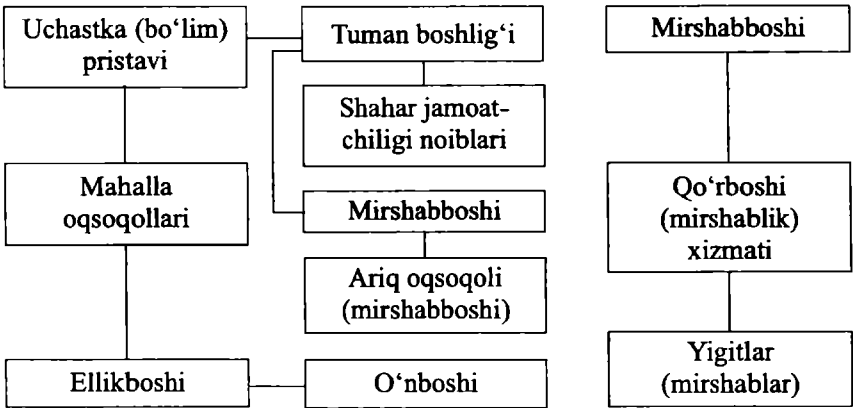 Uchastka (bo‘lim)
pristavi
Tuman boshlig‘i
Mirshabboshi
Shahar jamoat-
chiligi noiblari
Mahalla
oqsoqollari
Mirshabboshi
Qo‘rboshi
(mirshablik)
xizmati
Ariq oqsoqoli
(mirshabboshi)
Ellikboshi
O‘nboshi
Yigitlar
(mirshablar)